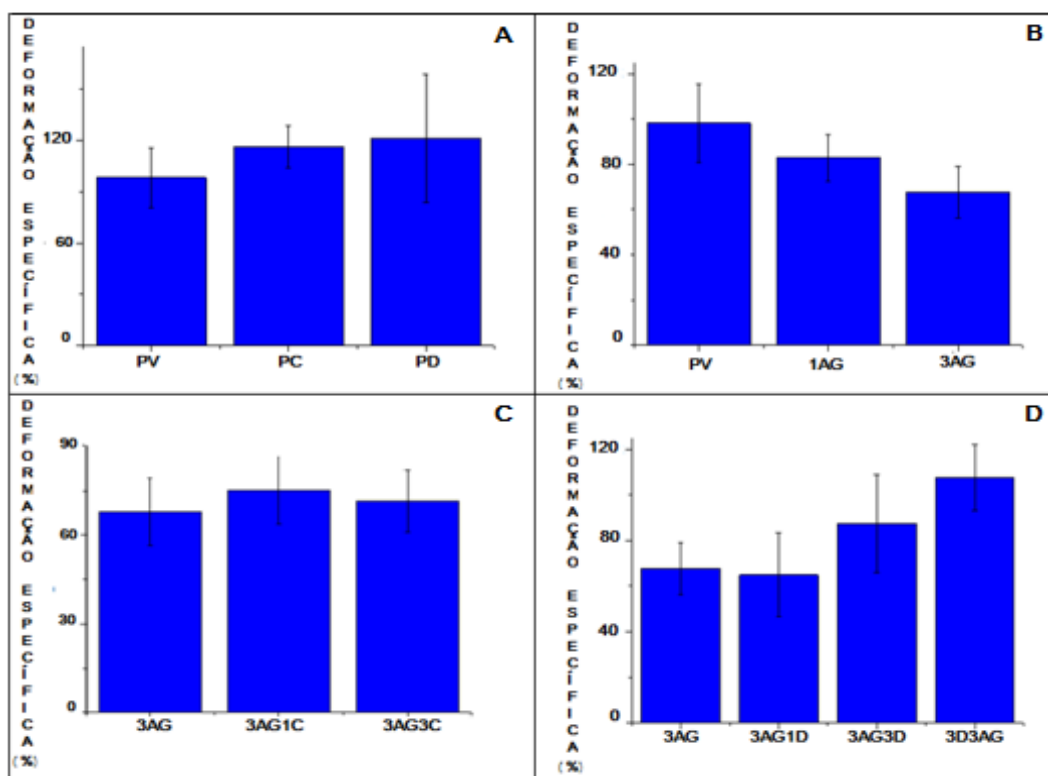 A
DEFORMAÇÃO ESPECÍFICA (%)
120
60
0
PV PC PD
B
DEFORMAÇÃO ESPECÍFICA (%)
120
80
40
0
PV 1AG 3AG
C
DEFORMAÇÃO ESPECÍFICA (%)
90
60
30
0
3AG 3AG1C 3AG3C
D
DEFORMAÇÃO ESPECÍFICA (%)
120
80
40
0
3AG 3AG1D 3AG3D 3D3AG